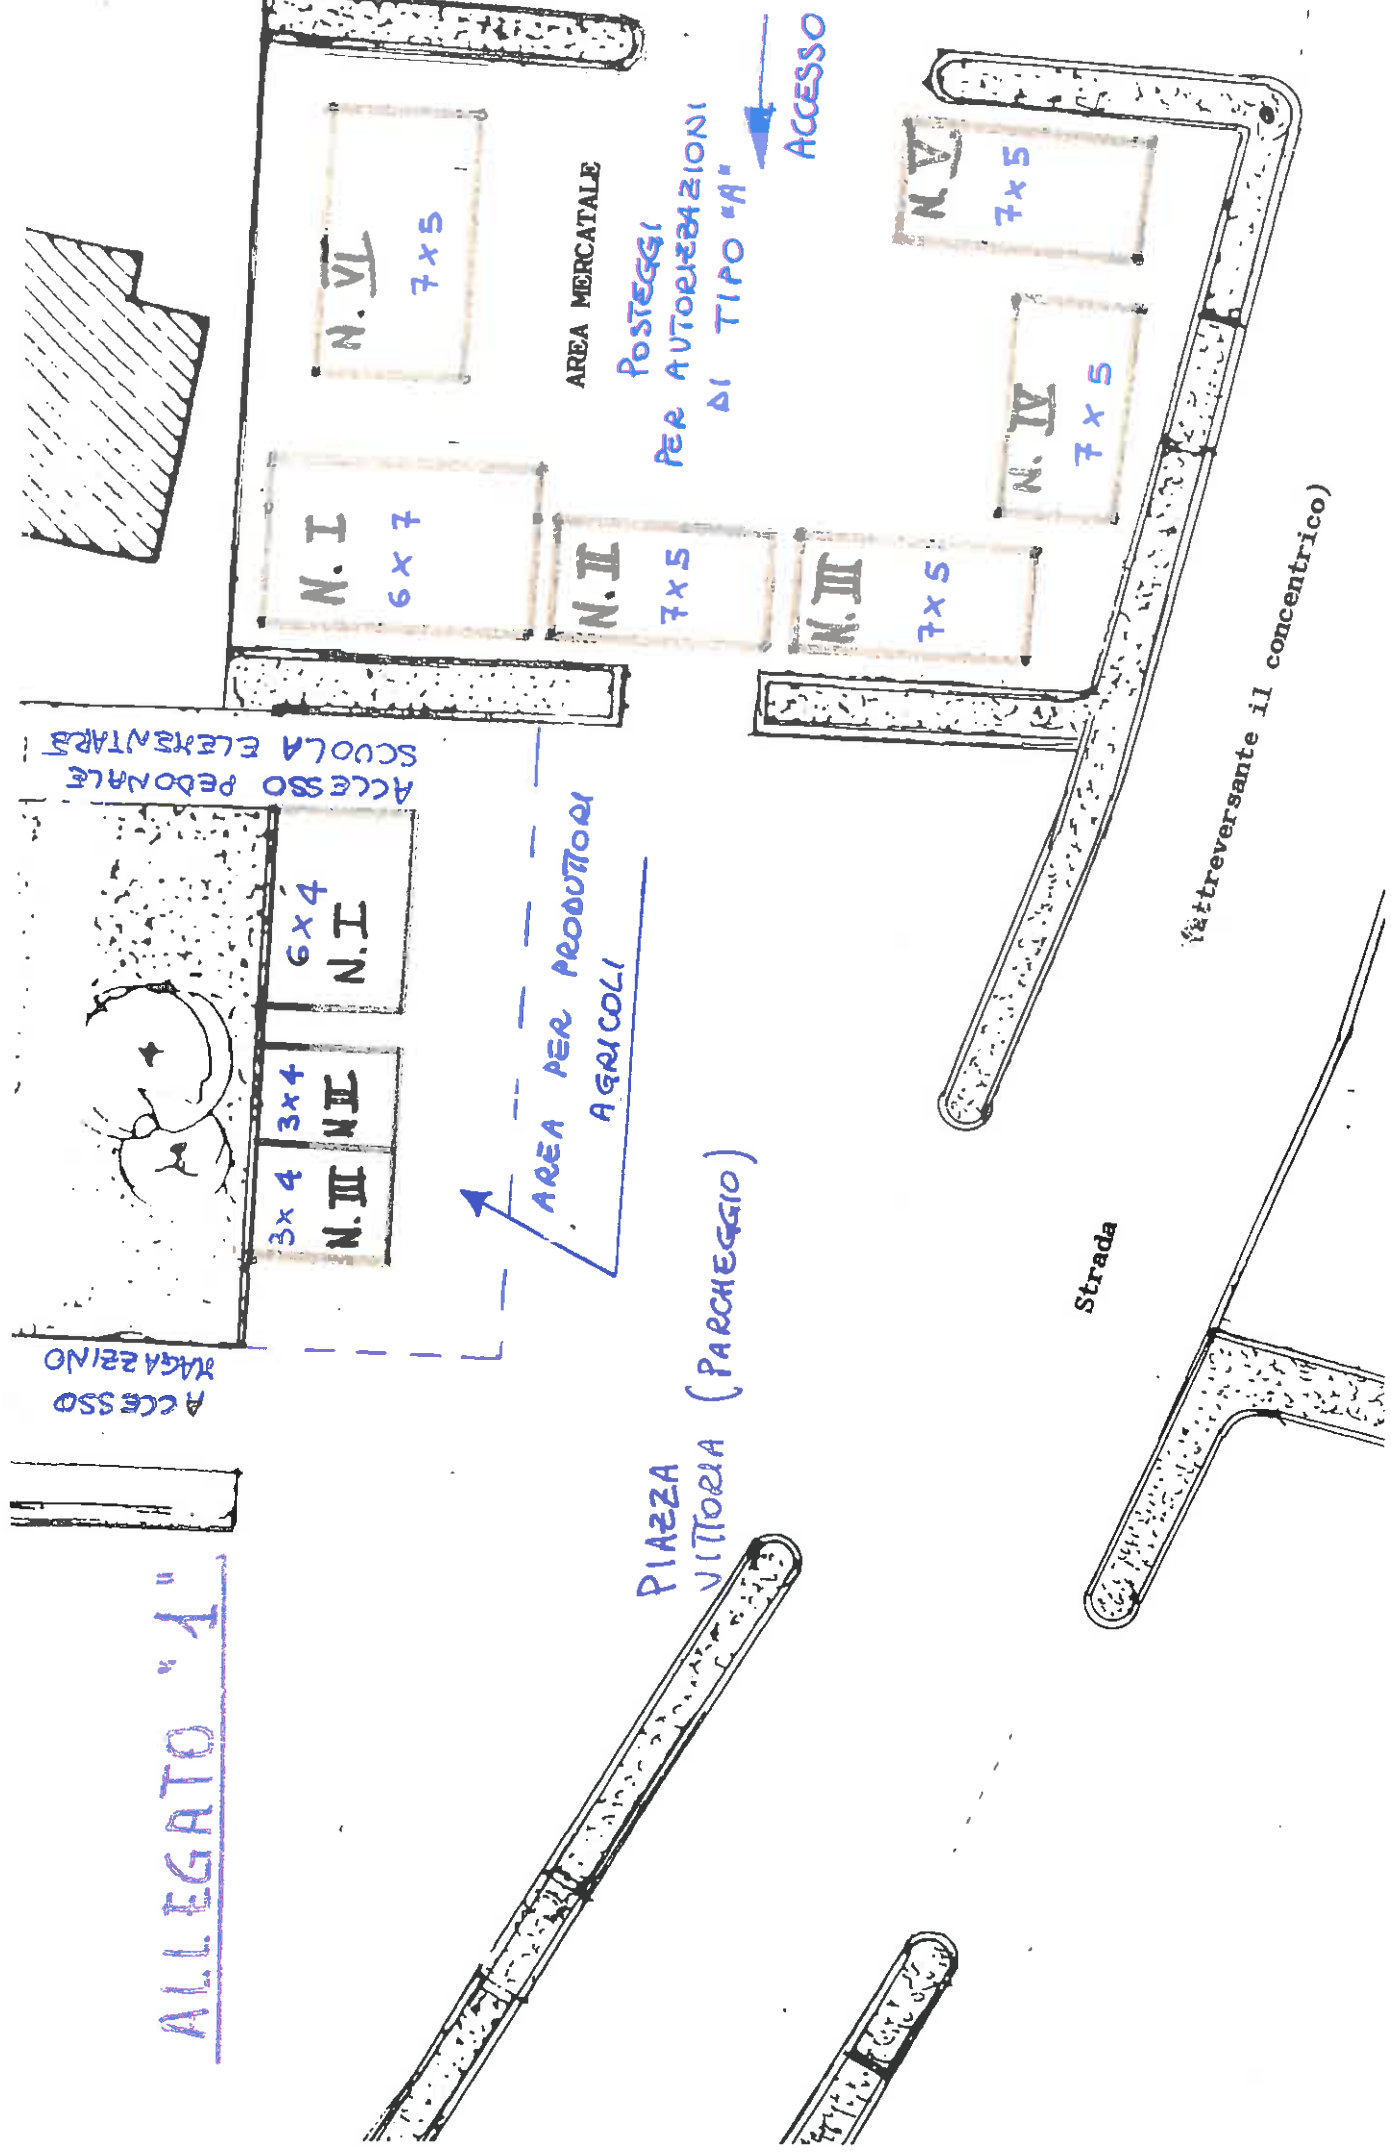 ALLEGATO "1"
ACCESSO
MAGAZZINO
ACCESSO PEDONALE
SCUOLA ELEMENTARE
3x4
N. III
3x4
N II
6x4
N. I
AREA PER PRODUTTORI
AGRICOLI
PIAZZA
VITTORIA (PARCHEGGIO)
N. I
6x7
N. II
7x5
N. III
7x5
N. IV
7x5
N. V
7x5
N. VI
7x5
AREA MERCATALE
POSTEGGI
PER AUTORIZZAZIONI
DI TIPO "A"
ACCESSO
Strada
(attreversante il concentrico)